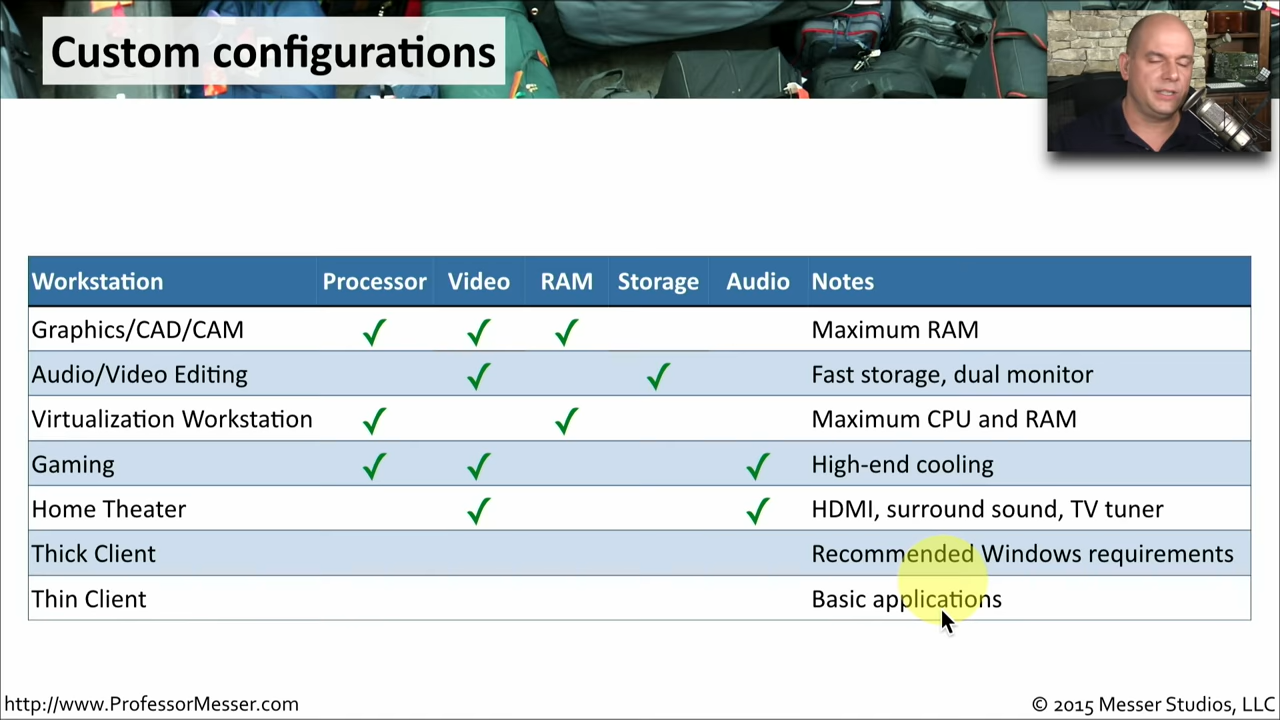 Custom configurations
Workstation Processor Video RAM Storage Audio Notes
Graphics/CAD/CAM ✓ ✓ ✓ Maximum RAM
Audio/Video Editing ✓ ✓ Fast storage, dual monitor
Virtualization Workstation ✓ ✓ Maximum CPU and RAM
Gaming ✓ ✓ ✓ High-end cooling
Home Theater ✓ ✓ HDMI, surround sound, TV tuner
Thick Client Recommended Windows requirements
Thin Client Basic applications
http://www.ProfessorMesser.com © 2015 Messer Studios, LLC